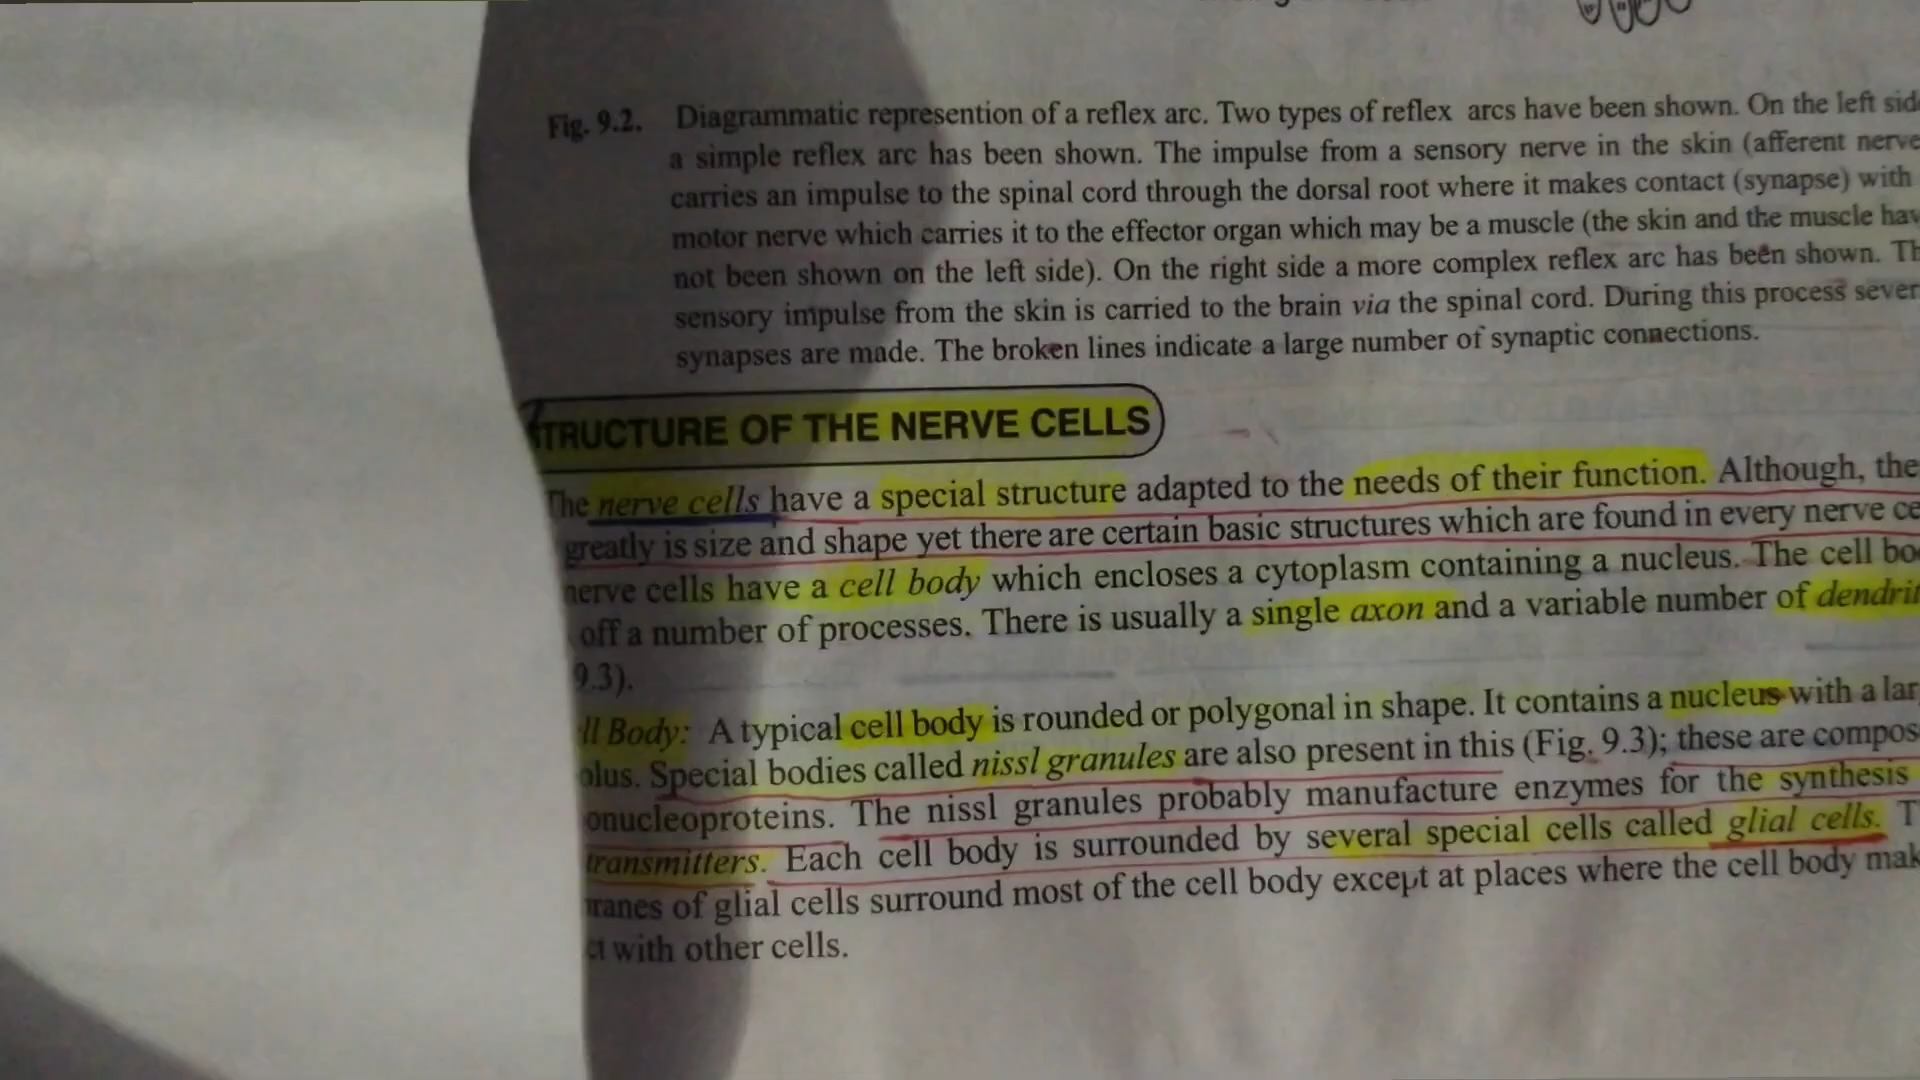 Fig. 9.2. Diagrammatic represention of a reflex arc. Two types of reflex arcs have been shown. On the left sid
a simple reflex arc has been shown. The impulse from a sensory nerve in the skin (afferent nerve
carries an impulse to the spinal cord through the dorsal root where it makes contact (synapse) with
motor nerve which carries it to the effector organ which may be a muscle (the skin and the muscle hav
not been shown on the left side). On the right side a more complex reflex arc has been shown. Th
sensory impulse from the skin is carried to the brain via the spinal cord. During this process sever
synapses are made. The broken lines indicate a large number of synaptic connections.
STRUCTURE OF THE NERVE CELLS
The nerve cells have a special structure adapted to the needs of their function. Although, the
greatly is size and shape yet there are certain basic structures which are found in every nerve ce
nerve cells have a cell body which encloses a cytoplasm containing a nucleus. The cell bo
off a number of processes. There is usually a single axon and a variable number of dendrit
9.3).
ll Body: A typical cell body is rounded or polygonal in shape. It contains a nucleus with a lar
olus. Special bodies called nissl granules are also present in this (Fig. 9.3); these are compos
onucleoproteins. The nissl granules probably manufacture enzymes for the synthesis
transmitters. Each cell body is surrounded by several special cells called glial cells. T
ranes of glial cells surround most of the cell body except at places where the cell body mak
ct with other cells.